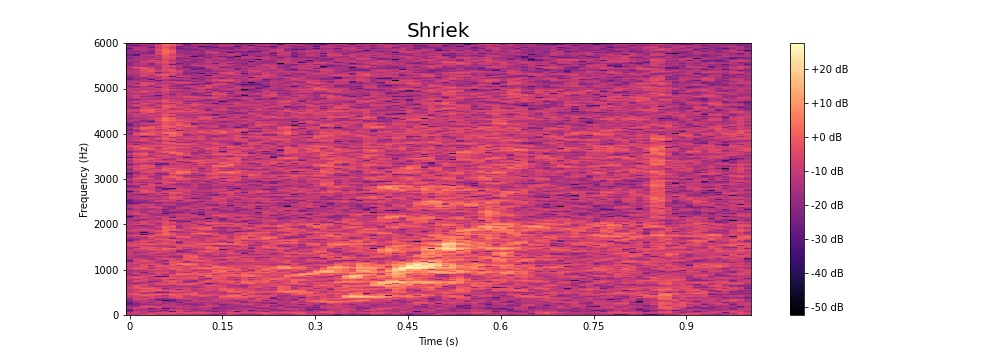 Shriek
6000
5000
4000
3000
2000
1000
0
Frequency (Hz)
0
0.15
0.3
0.45
0.6
0.75
0.9
Time (s)
+20 dB
+10 dB
+0 dB
-10 dB
-20 dB
-30 dB
-40 dB
-50 dB